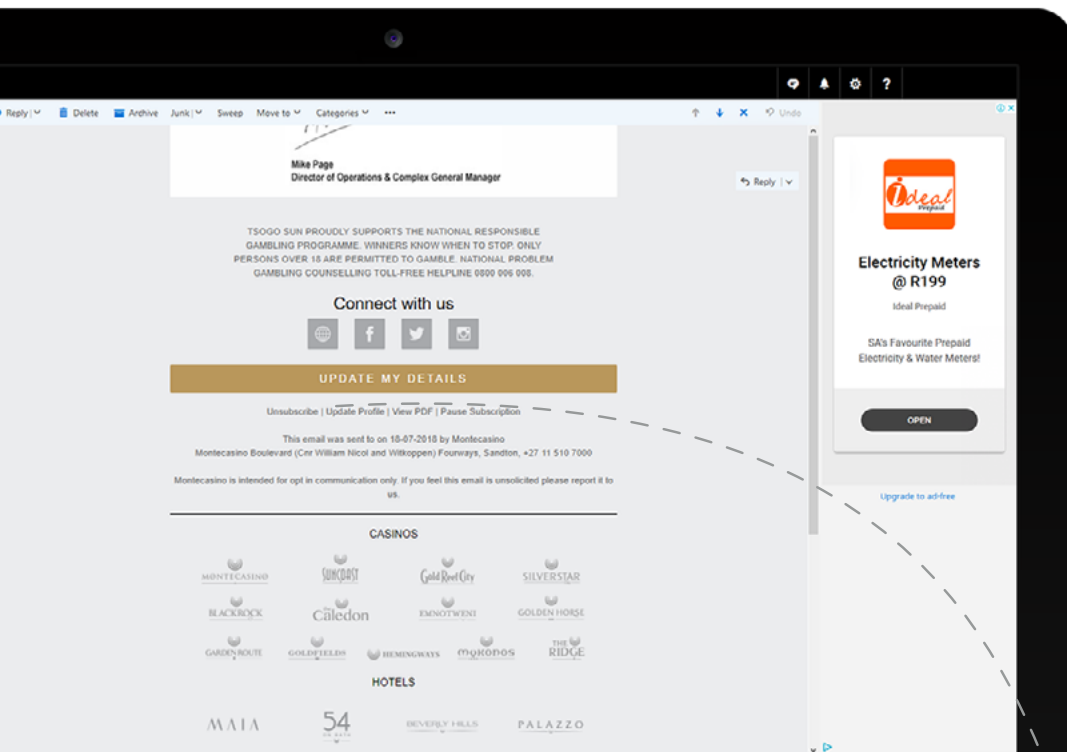 ?
Reply | Delete Archive Junk | Sweep Move to Categories ... Undo
Mike Page
Director of Operations & Complex General Manager
Reply |
TSOGO SUN PROUDLY SUPPORTS THE NATIONAL RESPONSIBLE
GAMBLING PROGRAMME. WINNERS KNOW WHEN TO STOP. ONLY
PERSONS OVER 18 ARE PERMITTED TO GAMBLE. NATIONAL PROBLEM
GAMBLING COUNSELLING TOLL-FREE HELPLINE 0800 006 008.
Connect with us
UPDATE MY DETAILS
Unsubscribe | Update Profile | View PDF | Pause Subscription
This email was sent to on 18-07-2018 by Montecasino
Montecasino Boulevard (Cnr William Nicol and Witkoppen) Fourways, Sandton, +27 11 510 7000
Montecasino is intended for opt in communication only. If you feel this email is unsolicited please report it to
us.
CASINOS
MONTECASINO SUNCOAST Gold Reef City SILVERSTAR
BLACKROCK The Caledon EMNOTWENI GOLDEN HORSE
GARDEN ROUTE GOLDFIELDS HEMINGWAYS mykonos THE RIDGE
HOTELS
MAIA 54 ON BATH BEVERLY HILLS PALAZZO
ideal
Prepaid
Electricity Meters
@ R199
Ideal Prepaid
SA's Favourite Prepaid
Electricity & Water Meters!
OPEN
Upgrade to ad-free